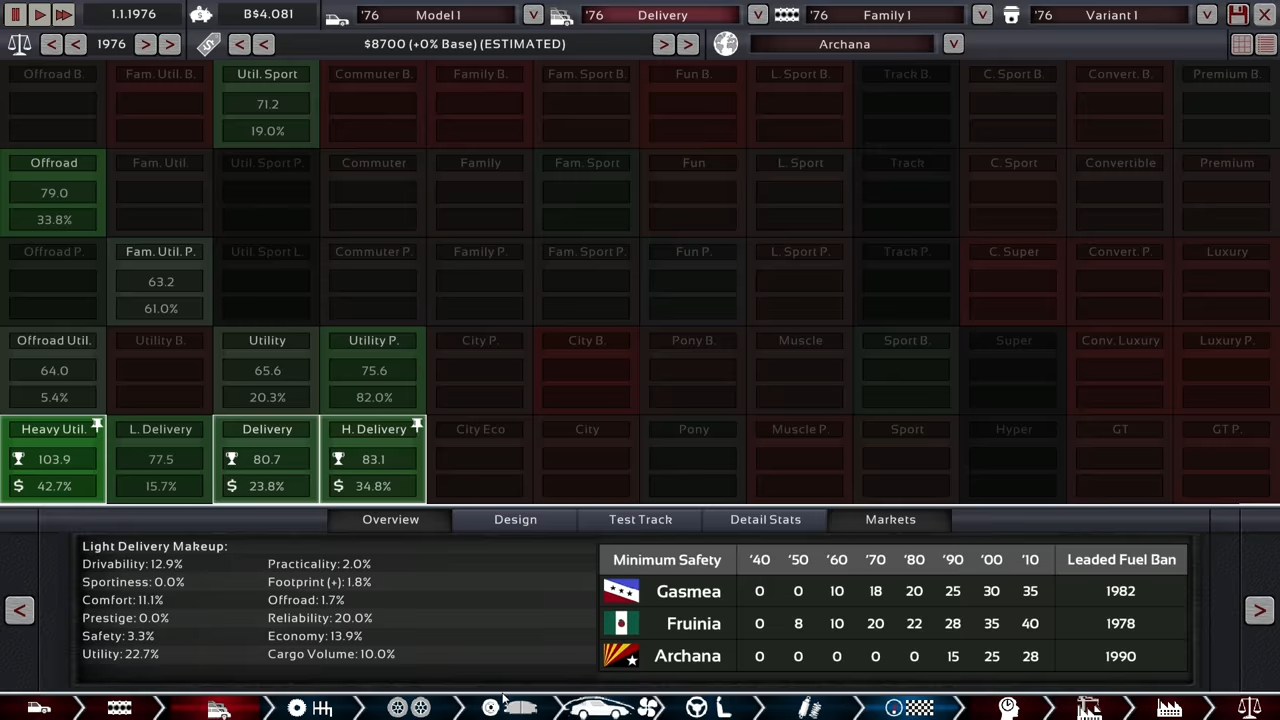 1.1.1976 B$4.081 '76 Model 1 '76 Delivery '76 Family 1 '76 Variant 1
1976 $8700 (+0% Base) (ESTIMATED) Archana
Offroad B. Fam. Util. B. Util. Sport Commuter B. Family B. Fam. Sport B. Fun B. L. Sport B. Track B. C. Sport B. Convert. B. Premium B.
71.2
19.0%
Offroad Fam. Util. Util. Sport P. Commuter Family Fam. Sport Fun L. Sport Track C. Sport Convertible Premium
79.0
33.8%
Offroad P. Fam. Util. P. Util. Sport L. Commuter P. Family P. Fam. Sport P. Fun P. L. Sport P. Track P. C. Super Convert. P. Luxury
63.2
61.0%
Offroad Util. Utility B. Utility Utility P. City P. City B. Pony B. Muscle Sport B. Super Conv. Luxury Luxury P.
64.0 65.6 75.6
5.4% 20.3% 82.0%
Heavy Util. L. Delivery Delivery H. Delivery City Eco City Pony Muscle P. Sport Hyper GT GT P.
103.9 77.5 80.7 83.1
$ 42.7% 15.7% $ 23.8% $ 34.8%
Overview Design Test Track Detail Stats Markets
Light Delivery Makeup:
Drivability: 12.9% Practicality: 2.0%
Sportiness: 0.0% Footprint (+): 1.8%
Comfort: 11.1% Offroad: 1.7%
Prestige: 0.0% Reliability: 20.0%
Safety: 3.3% Economy: 13.9%
Utility: 22.7% Cargo Volume: 10.0%
Minimum Safety '40 '50 '60 '70 '80 '90 '00 '10 Leaded Fuel Ban
Gasmea 0 0 10 18 20 25 30 35 1982
Fruinia 0 8 10 20 22 28 35 40 1978
Archana 0 0 0 0 0 15 25 28 1990